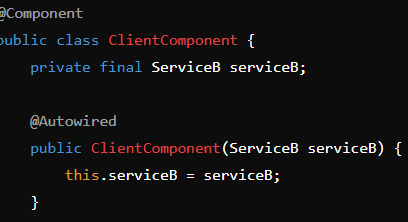 @Component
public class ClientComponent {
private final ServiceB serviceB;
@Autowired
public ClientComponent(ServiceB serviceB) {
this.serviceB = serviceB;
}